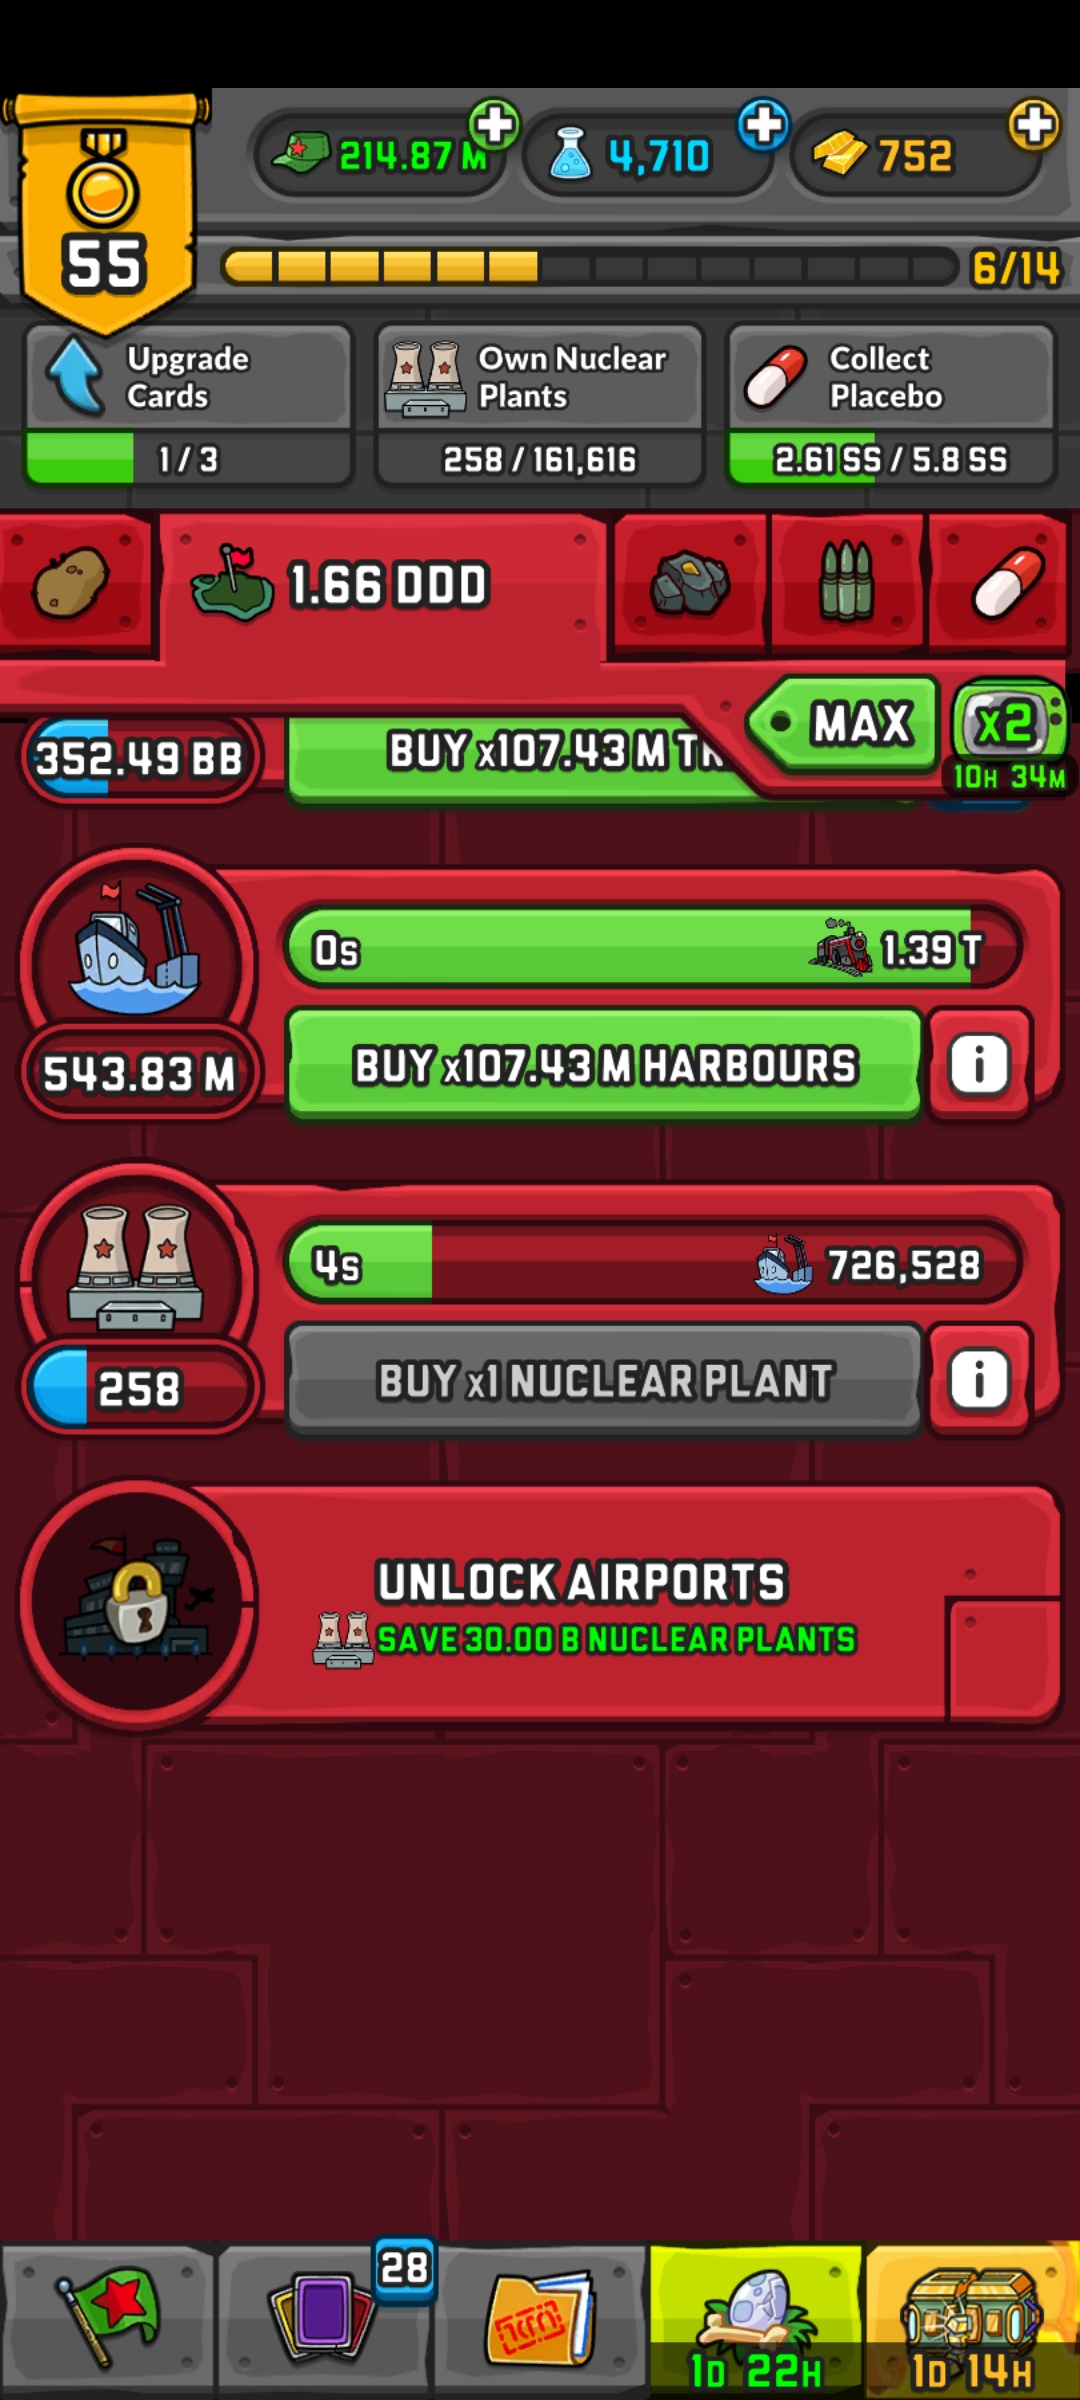 214.87 M
4,710
752
55
6/14
Upgrade
Cards
1 / 3
Own Nuclear
Plants
258 / 161,616
Collect
Placebo
2.61 SS / 5.8 SS
1.66 DDD
MAX
x2
10H 34M
352.49 BB
BUY x107.43 M
0s
1.39 T
543.83 M
BUY x107.43 M HARBOURS
i
4s
726,528
258
BUY x1 NUCLEAR PLANT
i
UNLOCK AIRPORTS
SAVE 30.00 B NUCLEAR PLANTS
28
1D 22H
1D 14H